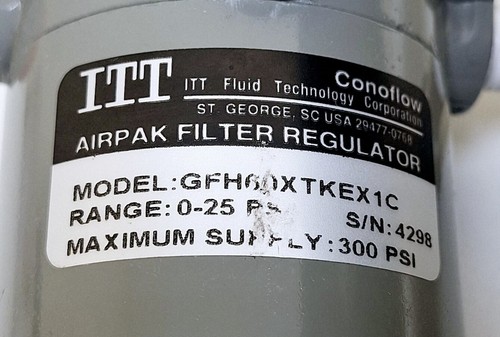 ITT
ITT Fluid Technology Corporation
Conoflow
ST. GEORGE, SC USA 29477-0768
AIRPAK FILTER REGULATOR
MODEL:GFH60XTKEX1C
RANGE: 0-25
S/N: 4298
MAXIMUM SUPPLY: 300 PSI